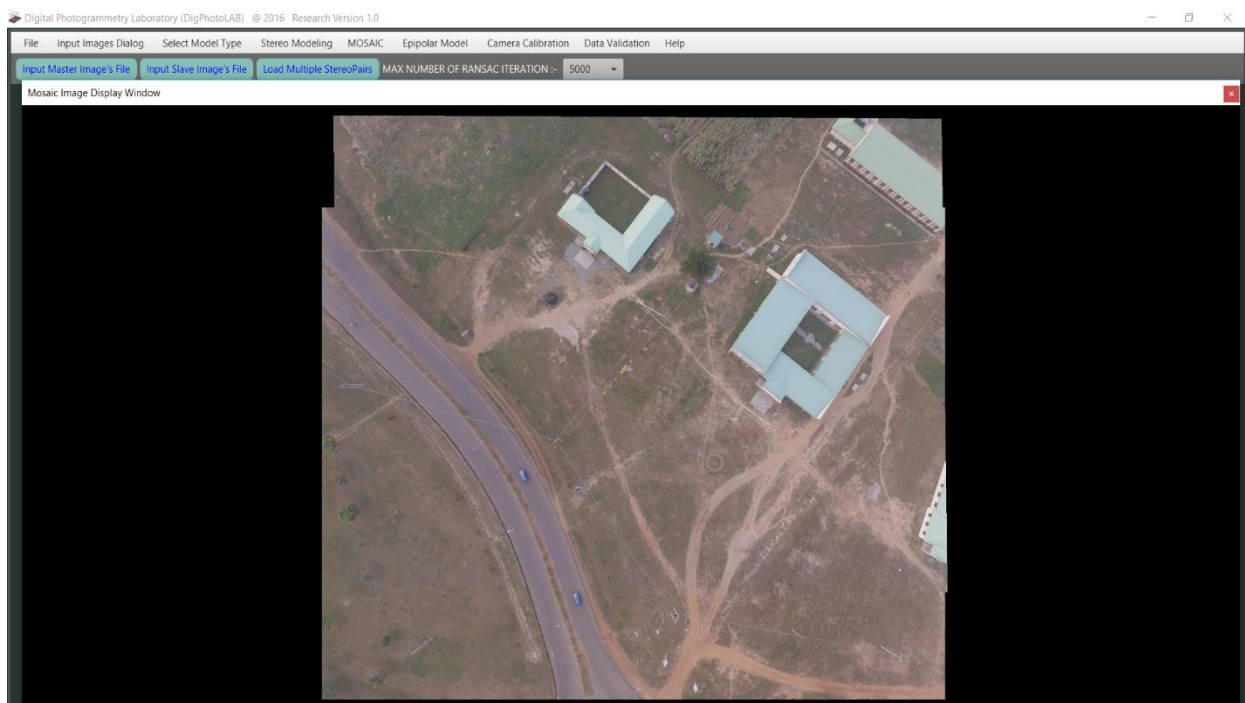 Digital Photogrammetry Laboratory (DigPhotoLAB) @ 2016 Research Version 1.0
File Input Images Dialog Select Model Type Stereo Modeling MOSAIC Epipolar Model Camera Calibration Data Validation Help
Input Master Image's File Input Slave Image's File Load Multiple StereoPairs MAX NUMBER OF RANSAC ITERATION :- 5000
Mosaic Image Display Window